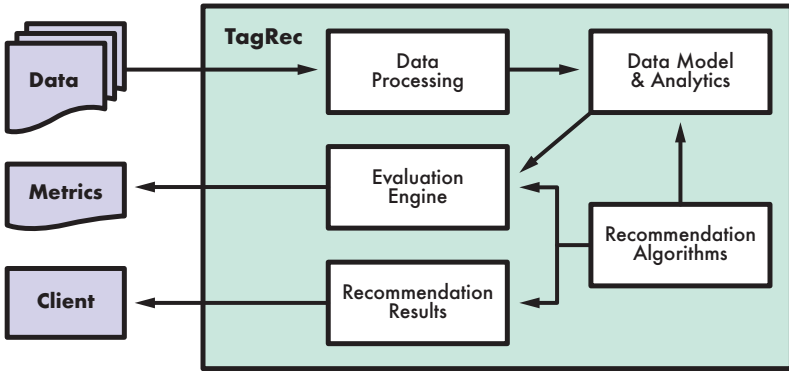 TagRec
Data
Data
Processing
Data Model
& Analytics
Metrics
Evaluation
Engine
Recommendation
Algorithms
Client
Recommendation
Results